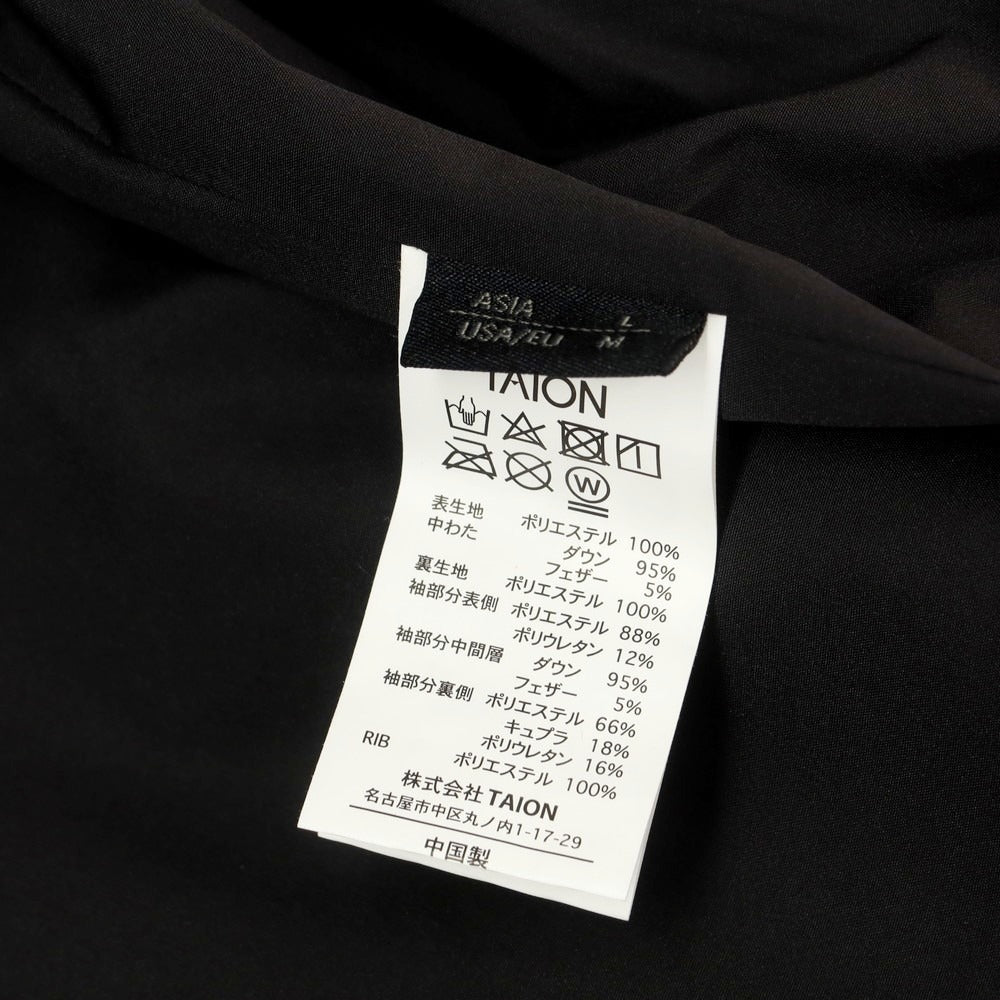 ASIA L
USA/EU M
TAION
W
表生地 ポリエステル 100%
中わた ダウン 95%
フェザー 5%
裏生地 ポリエステル 100%
袖部分表側 ポリエステル 88%
ポリウレタン 12%
袖部分中間層 ダウン 95%
フェザー 5%
袖部分裏側 ポリエステル 66%
キュプラ 18%
ポリウレタン 16%
RIB ポリエステル 100%
株式会社TAION
名古屋市中区丸ノ内1-17-29
中国製